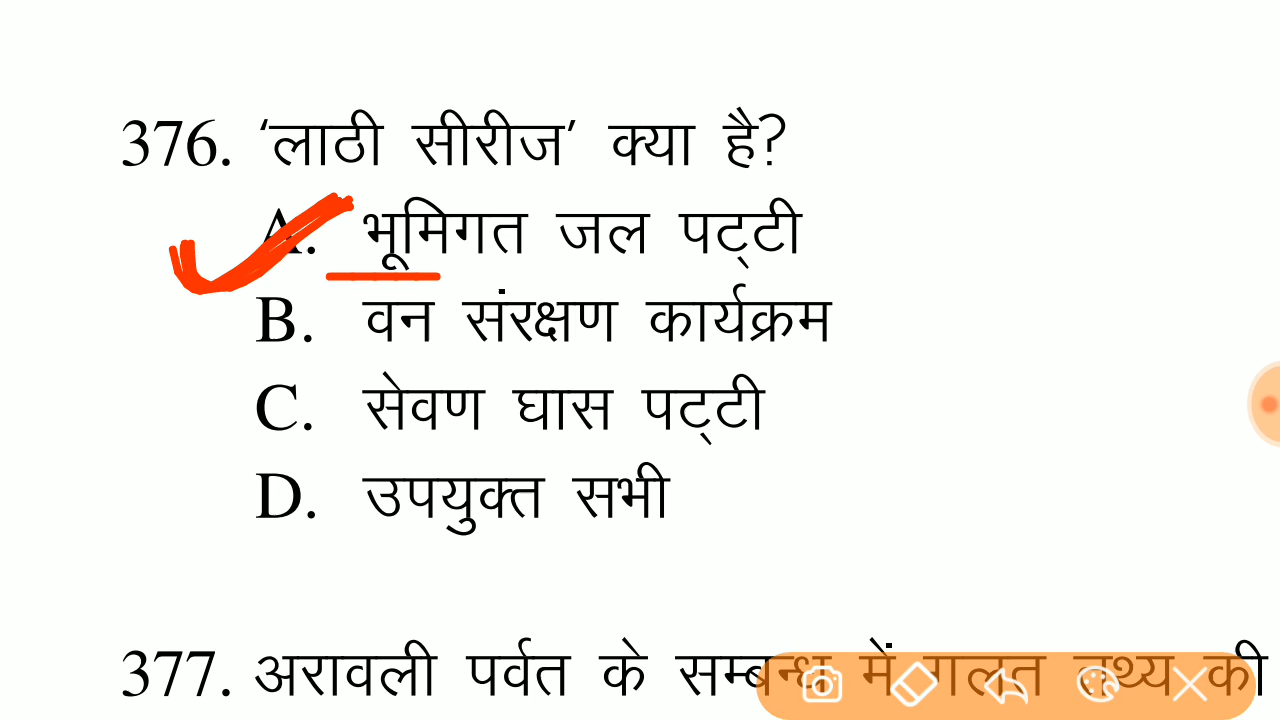 376. ‘लाठी सीरीज’ क्या है?
A. भूमिगत जल पट्टी
B. वन संरक्षण कार्यक्रम
C. सेवण घास पट्टी
D. उपयुक्त सभी
377. अरावली पर्वत के सम्बन्ध में गलत तथ्य की